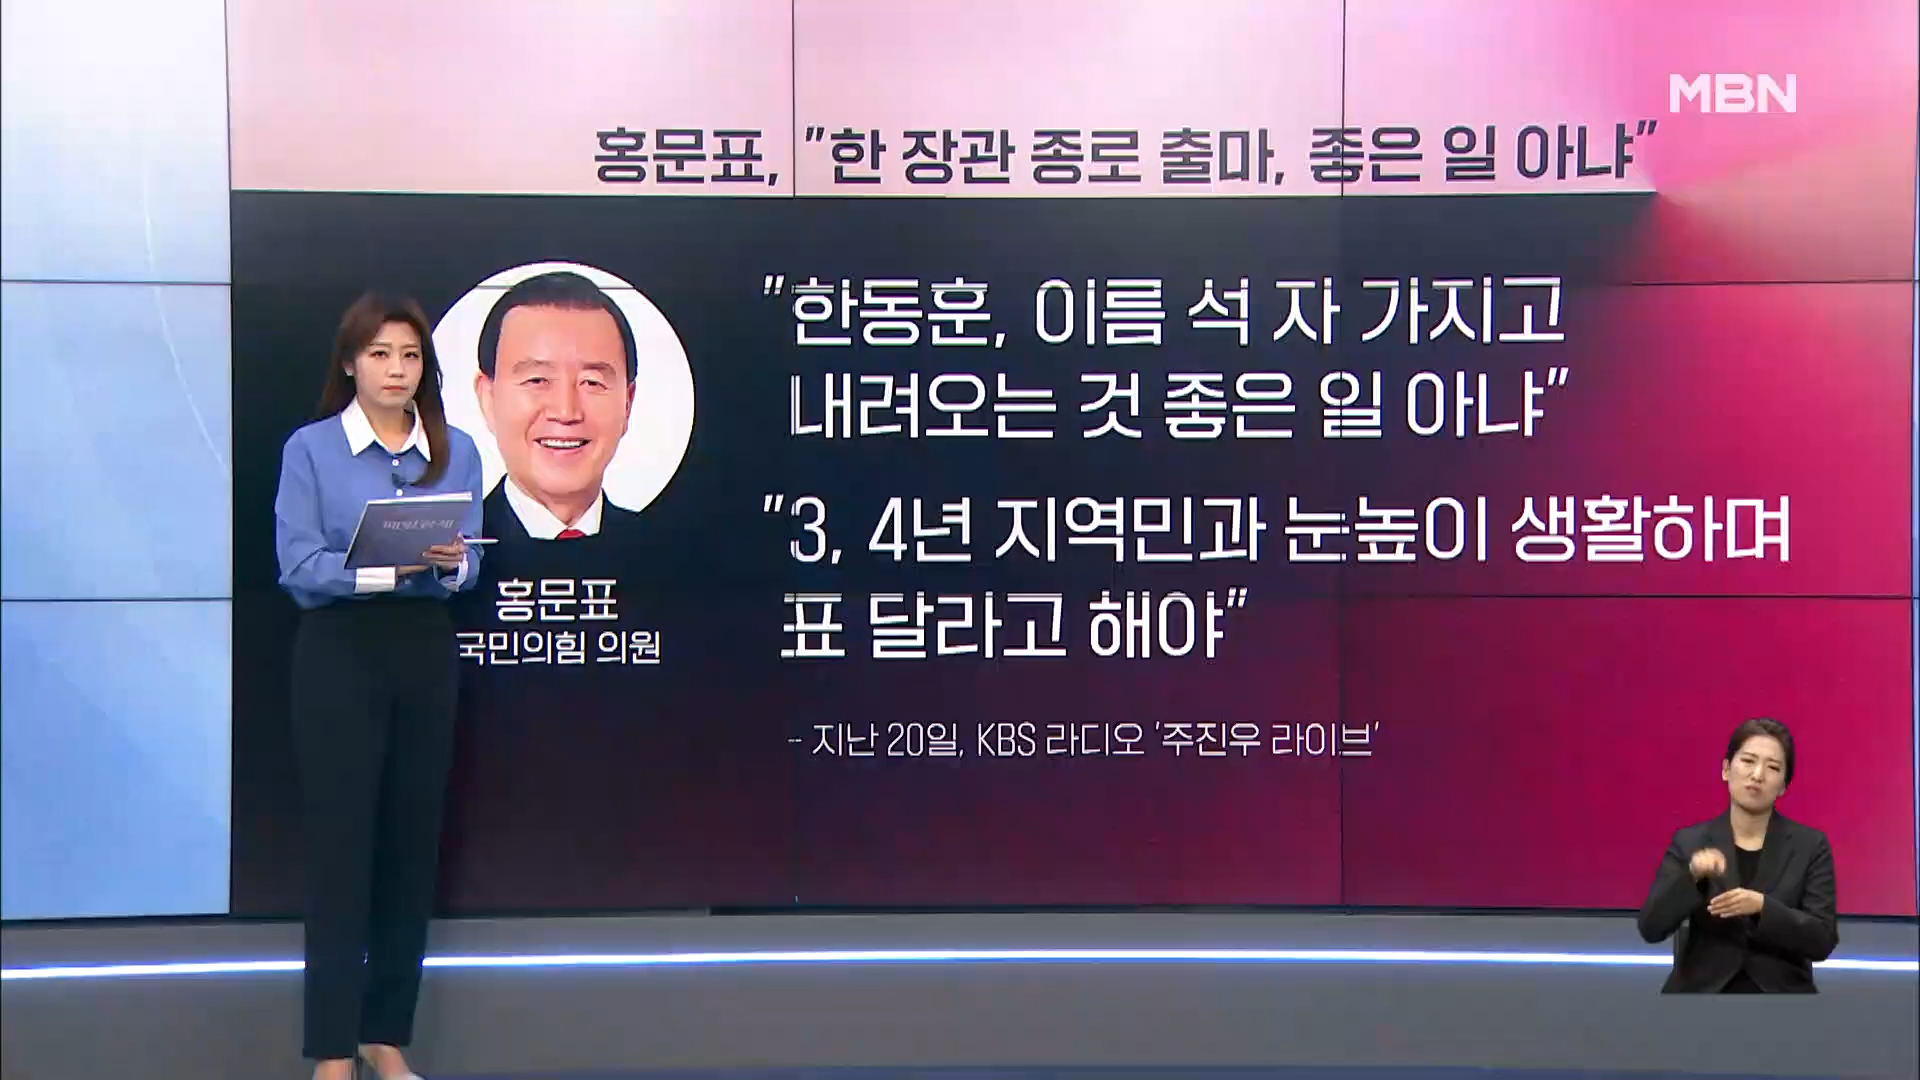 MBN
홍문표, "한 장관 종로 출마, 좋은 일 아냐"
"한동훈, 이름 석 자 가지고
내려오는 것 좋은 일 아냐"
"3, 4년 지역민과 눈높이 생활하며
표 달라고 해야"
- 지난 20일, KBS 라디오 '주진우 라이브'
홍문표
국민의힘 의원